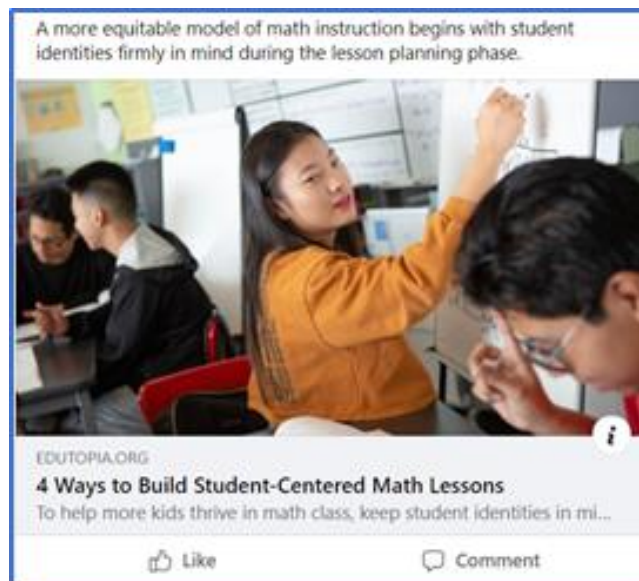 A more equitable model of math instruction begins with student
identities firmly in mind during the lesson planning phase.
i
EDUTOPIA.ORG
4 Ways to Build Student-Centered Math Lessons
To help more kids thrive in math class, keep student identities in mi...
Like
Comment